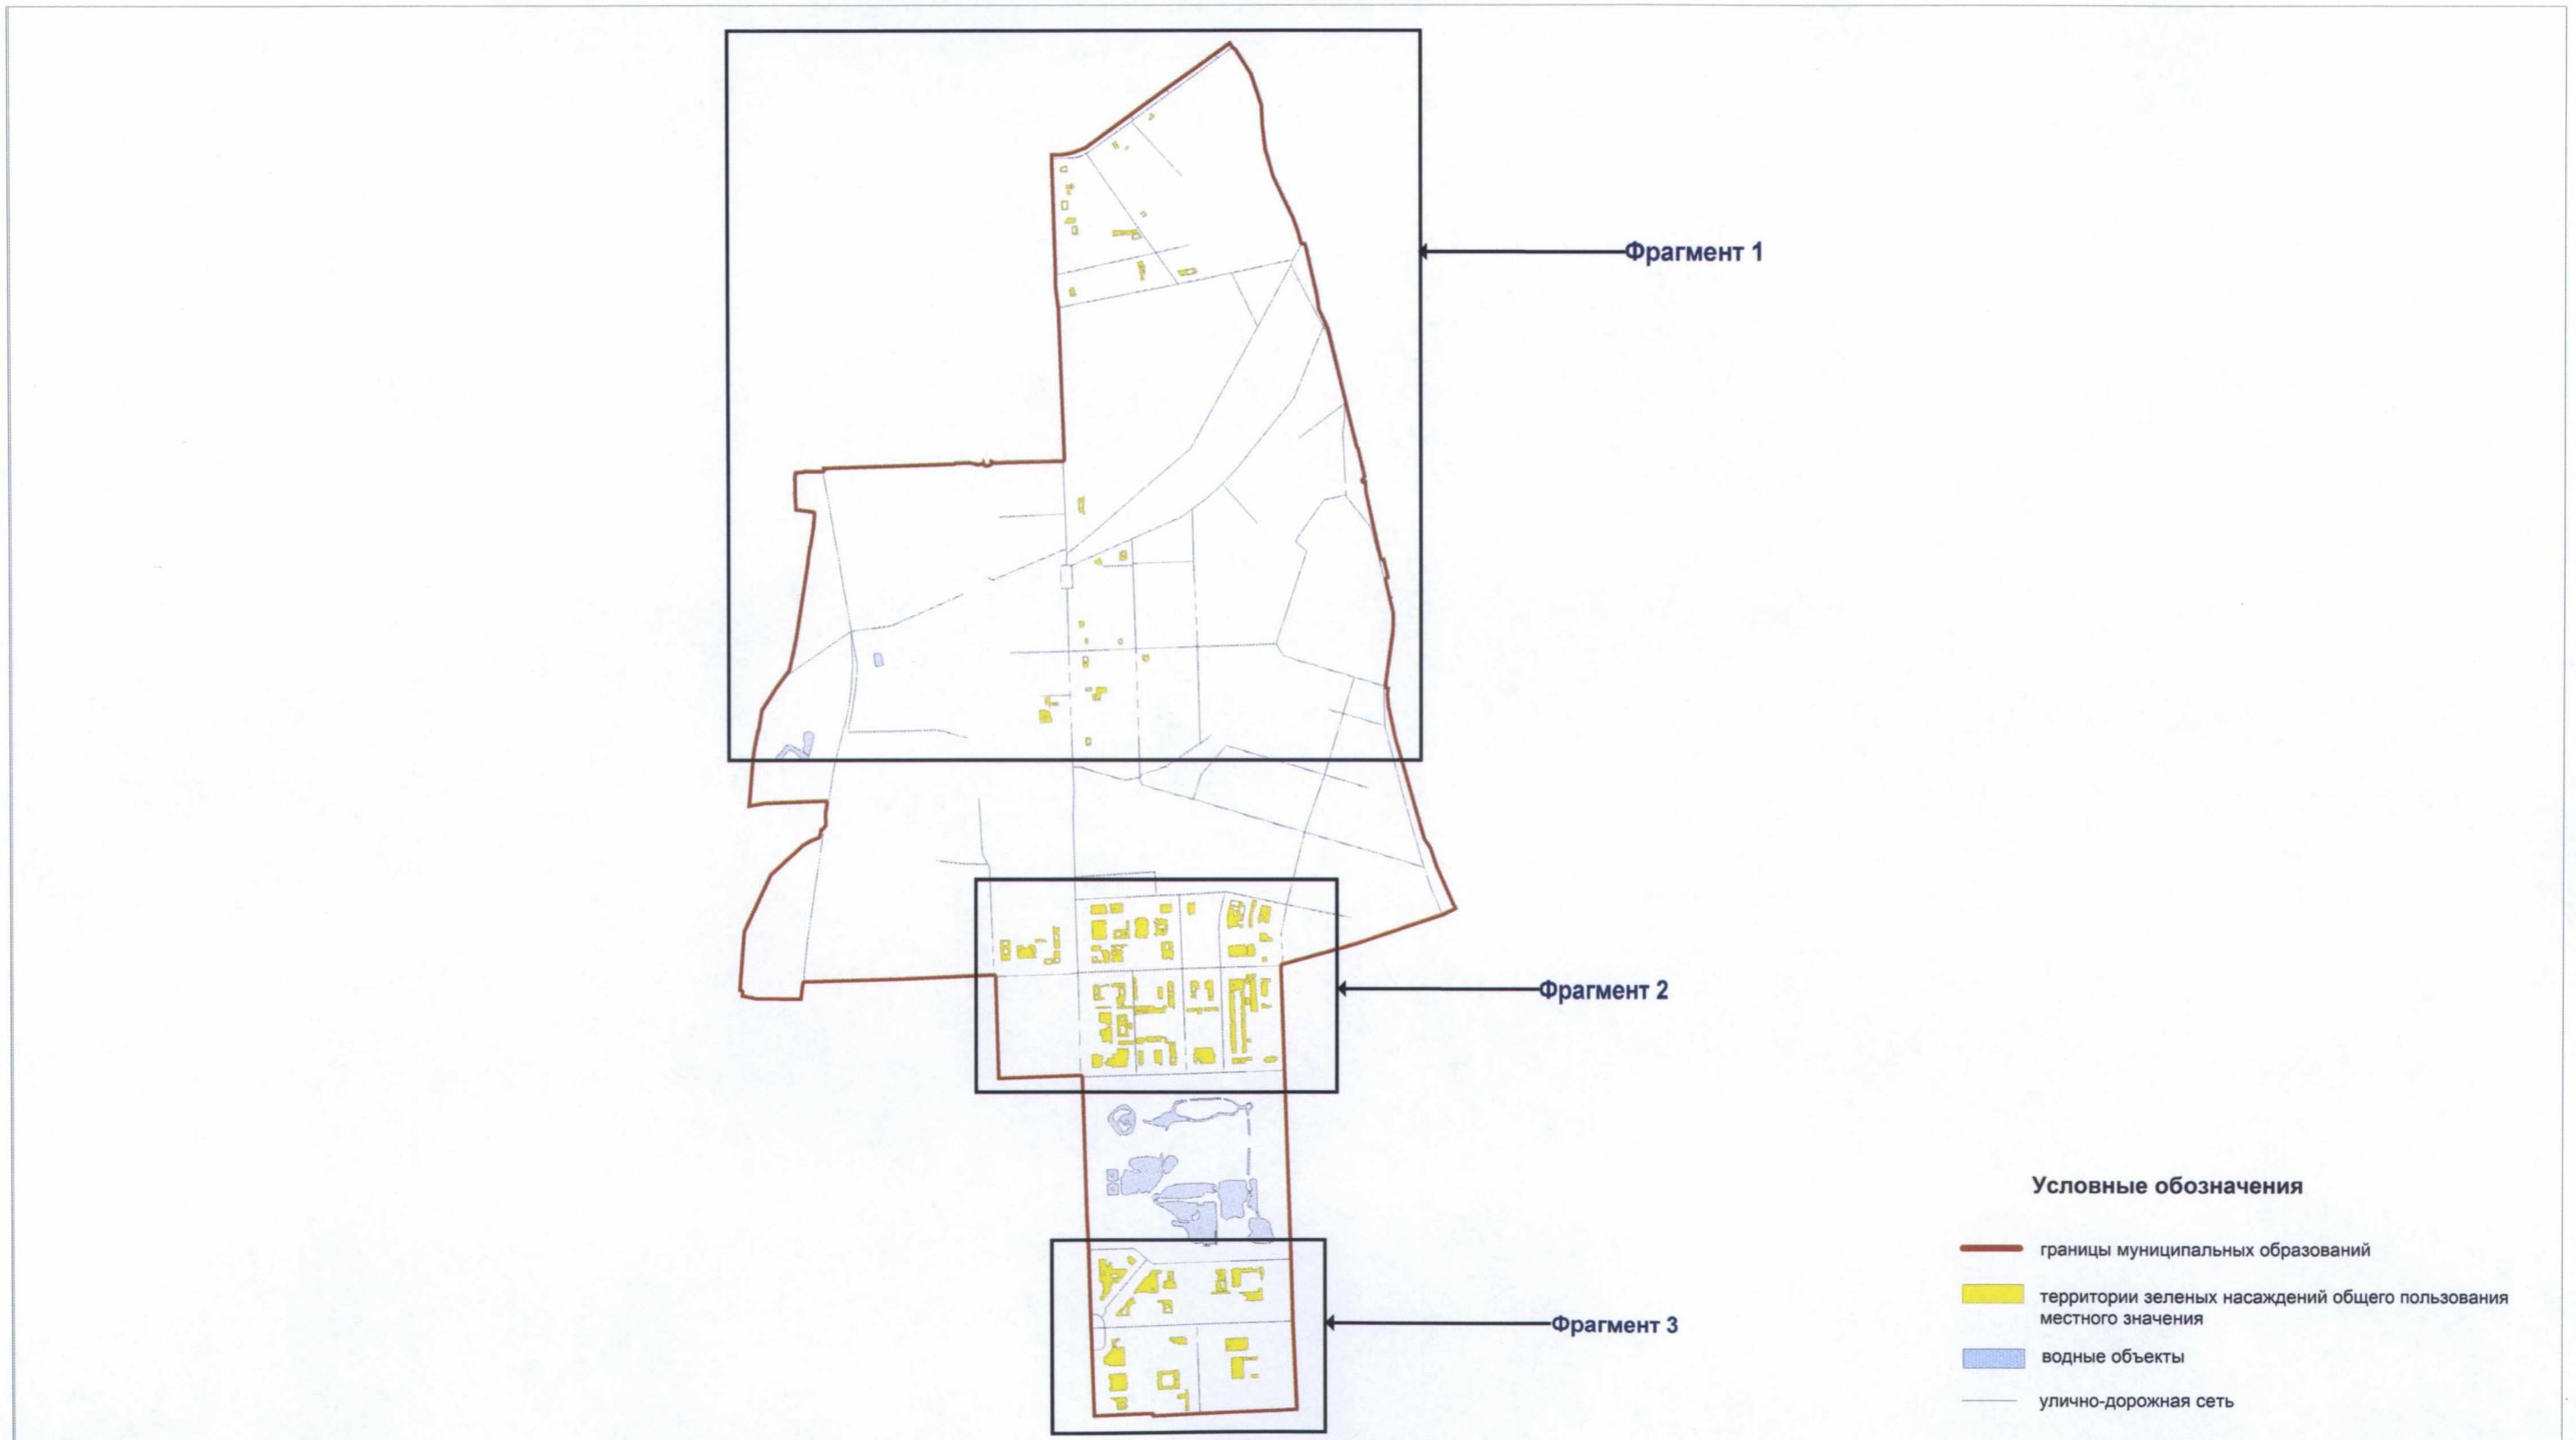 Фрагмент 1
Фрагмент 2
Фрагмент 3
Условные обозначения
границы муниципальных образований
территории зеленых насаждений общего пользования
местного значения
водные объекты
улично-дорожная сеть